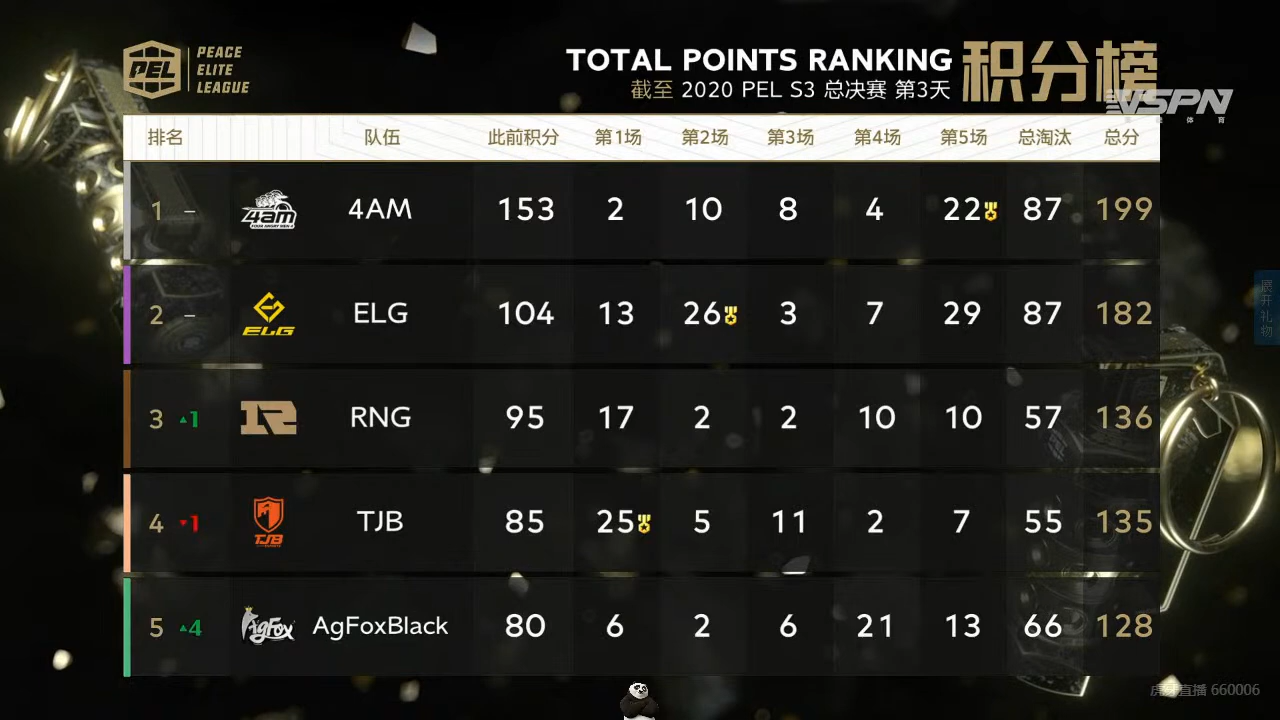 PEL
PEACE
ELITE
LEAGUE
TOTAL POINTS RANKING
截至 2020 PEL S3 总决赛 第3天
积分榜
VSPN
体 育
排名 队伍 此前积分 第1场 第2场 第3场 第4场 第5场 总淘汰 总分
1 – 4am 4AM 153 2 10 8 4 22 87 199
2 – ELG ELG 104 13 26 3 7 29 87 182
3 ▲1 R RNG 95 17 2 2 10 10 57 136
4 ▼1 TJB TJB 85 25 5 11 2 7 55 135
5 ▲4 AgFox AgFoxBlack 80 6 2 6 21 13 66 128
展开礼物
虎牙直播 660006